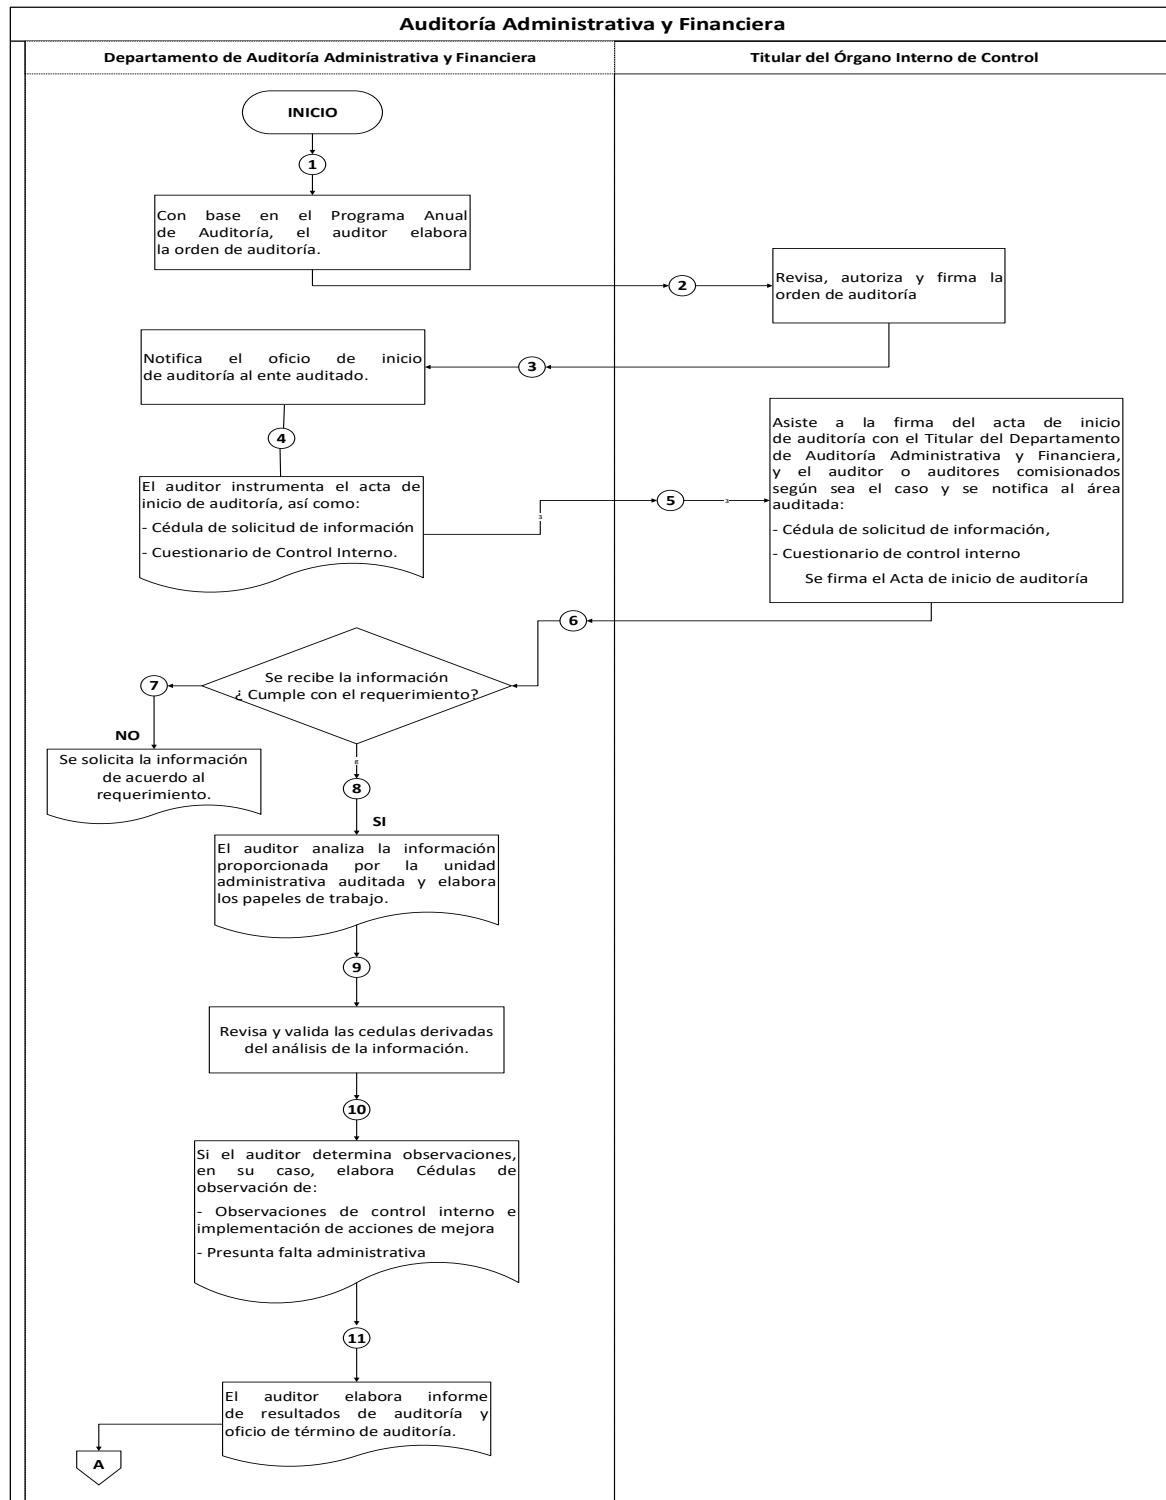 Auditoría Administrativa y Financiera
Departamento de Auditoría Administrativa y Financiera
Titular del Órgano Interno de Control
INICIO
1
Con base en el Programa Anual
de Auditoría, el auditor elabora
la orden de auditoría.
2
Revisa, autoriza y firma la
orden de auditoría
3
Notifica el oficio de inicio
de auditoría al ente auditado.
4
El auditor instrumenta el acta de
inicio de auditoría, así como:
- Cédula de solicitud de información
- Cuestionario de Control Interno.
5
Asiste a la firma del acta de inicio
de auditoría con el Titular del Departamento
de Auditoría Administrativa y Financiera,
y el auditor o auditores comisionados
según sea el caso y se notifica al área
auditada:
- Cédula de solicitud de información,
- Cuestionario de control interno
Se firma el Acta de inicio de auditoría
6
Se recibe la información
¿ Cumple con el requerimiento?
7
NO
Se solicita la información
de acuerdo al
requerimiento.
8
SI
El auditor analiza la información
proporcionada por la unidad
administrativa auditada y elabora
los papeles de trabajo.
9
Revisa y valida las cedulas derivadas
del análisis de la información.
10
Si el auditor determina observaciones,
en su caso, elabora Cédulas de
observación de:
- Observaciones de control interno e
implementación de acciones de mejora
- Presunta falta administrativa
11
El auditor elabora informe
de resultados de auditoría y
oficio de término de auditoría.
A